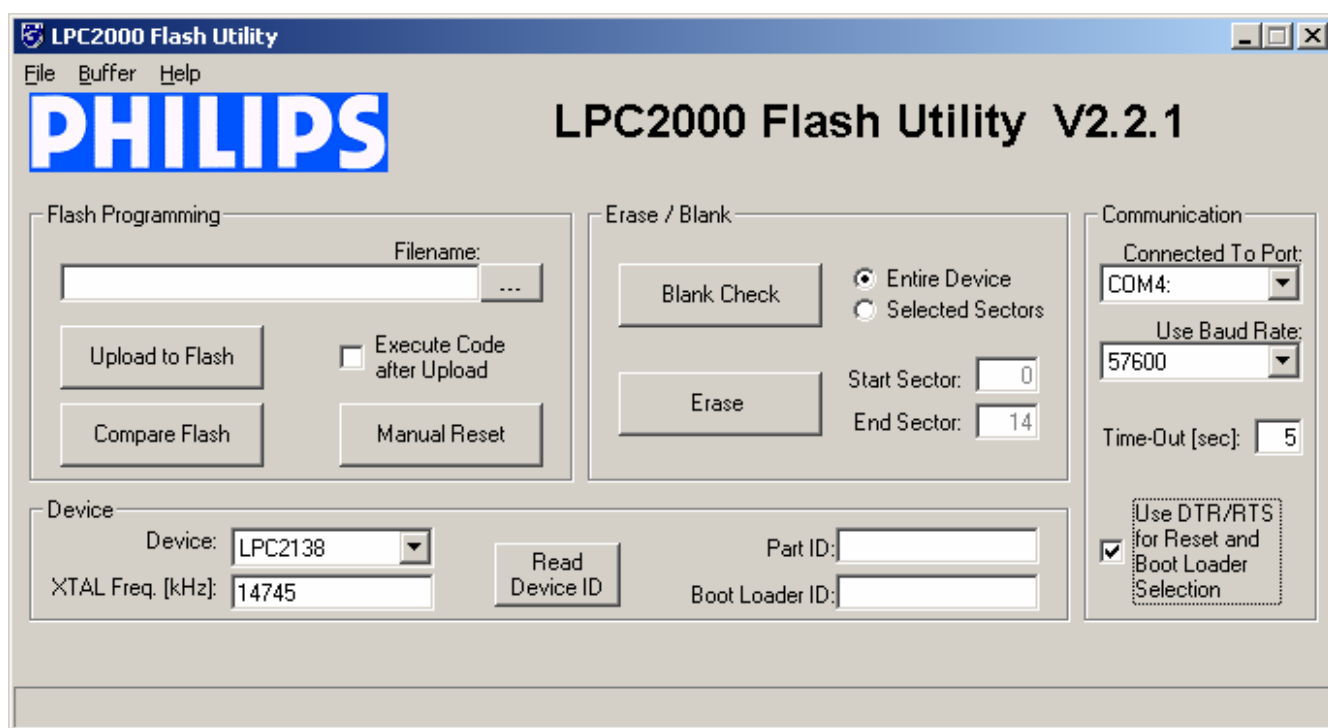 LPC2000 Flash Utility
File Buffer Help
PHILIPS
LPC2000 Flash Utility V2.2.1
Flash Programming
Filename:
...
Upload to Flash
Execute Code
after Upload
Compare Flash
Manual Reset
Erase / Blank
Blank Check
Entire Device
Selected Sectors
Erase
Start Sector: 0
End Sector: 14
Communication
Connected To Port:
COM4:
Use Baud Rate:
57600
Time-Out [sec]: 5
Use DTR/RTS
for Reset and
Boot Loader
Selection
Device
Device: LPC2138
XTAL Freq. [kHz]: 14745
Read
Device ID
Part ID:
Boot Loader ID: